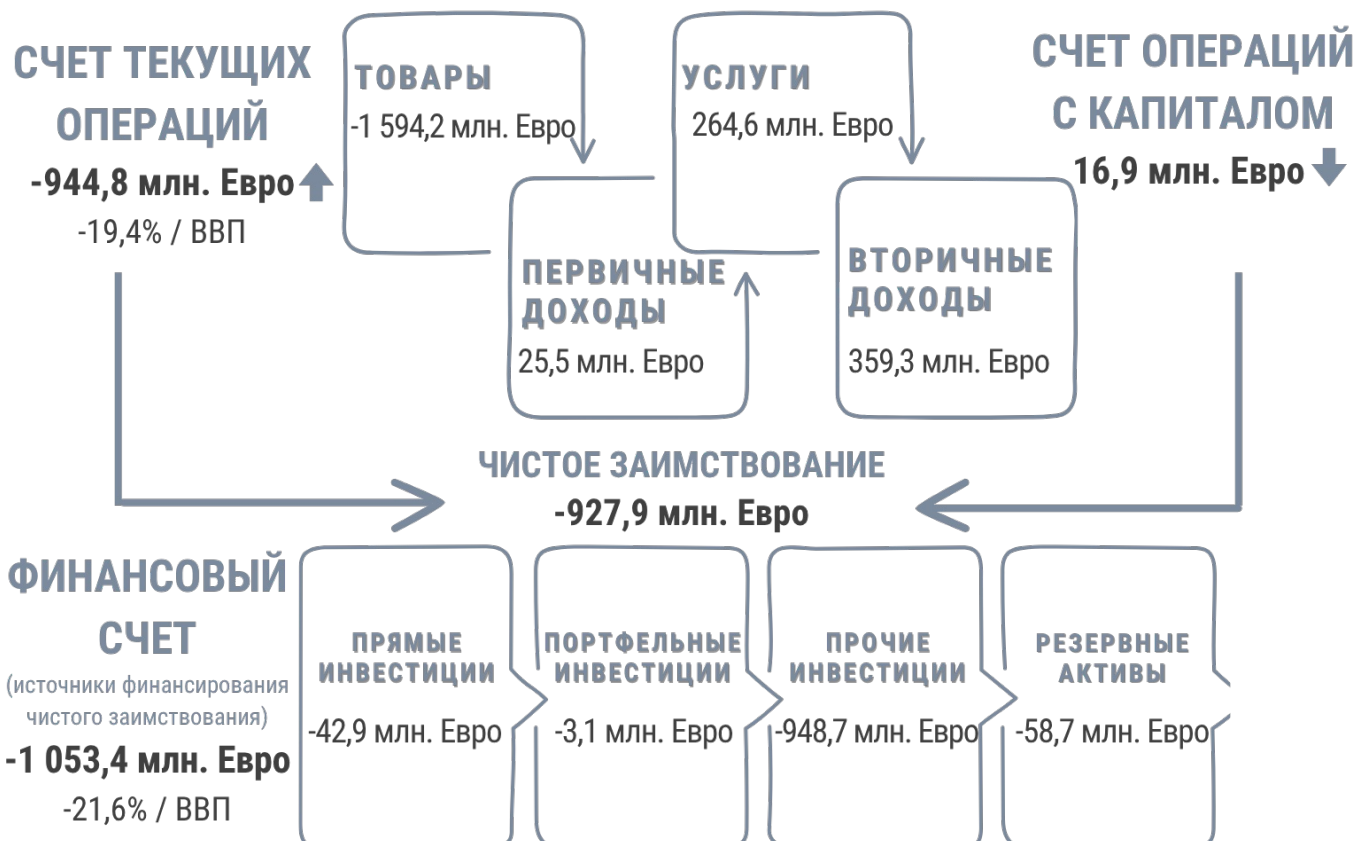 СЧЕТ ТЕКУЩИХ
ОПЕРАЦИЙ
-944,8 млн. Евро
-19,4% / ВВП
ТОВАРЫ
-1 594,2 млн. Евро
УСЛУГИ
264,6 млн. Евро
ПЕРВИЧНЫЕ
ДОХОДЫ
25,5 млн. Евро
ВТОРИЧНЫЕ
ДОХОДЫ
359,3 млн. Евро
СЧЕТ ОПЕРАЦИЙ
С КАПИТАЛОМ
16,9 млн. Евро
ЧИСТОЕ ЗАИМСТВОВАНИЕ
-927,9 млн. Евро
ФИНАНСОВЫЙ
СЧЕТ
(источники финансирования
чистого заимствования)
-1 053,4 млн. Евро
-21,6% / ВВП
ПРЯМЫЕ
ИНВЕСТИЦИИ
-42,9 млн. Евро
ПОРТФЕЛЬНЫЕ
ИНВЕСТИЦИИ
-3,1 млн. Евро
ПРОЧИЕ
ИНВЕСТИЦИИ
-948,7 млн. Евро
РЕЗЕРВНЫЕ
АКТИВЫ
-58,7 млн. Евро